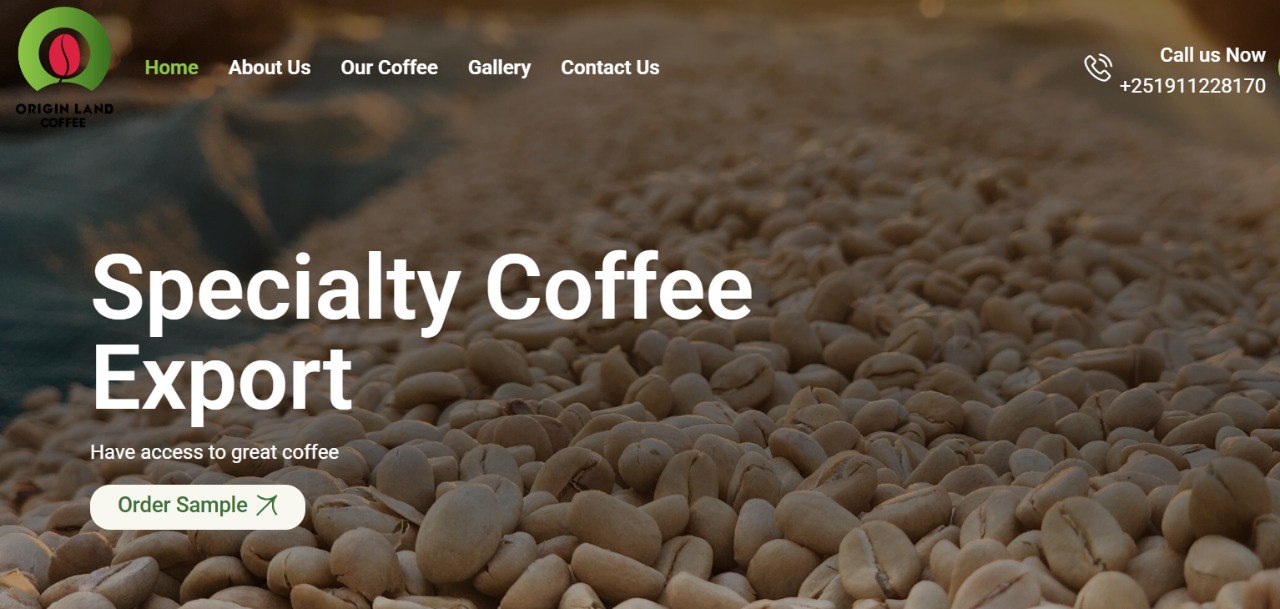 ORIGIN LAND
COFFEE
Home
About Us
Our Coffee
Gallery
Contact Us
Call us Now
+251911228170
Specialty Coffee
Export
Have access to great coffee
Order Sample